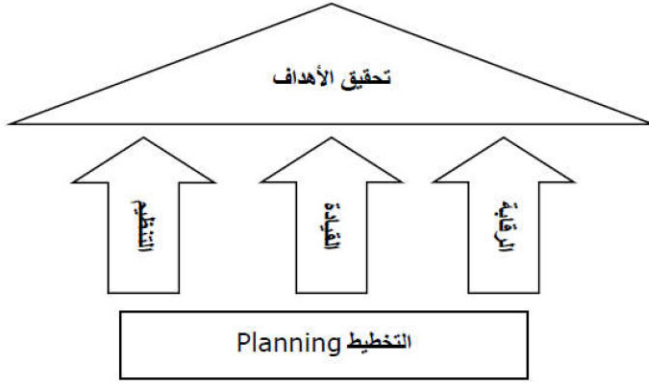 تحقيق الأهداف
الرقابة
القيادة
التنظيم
التخطيط Planning